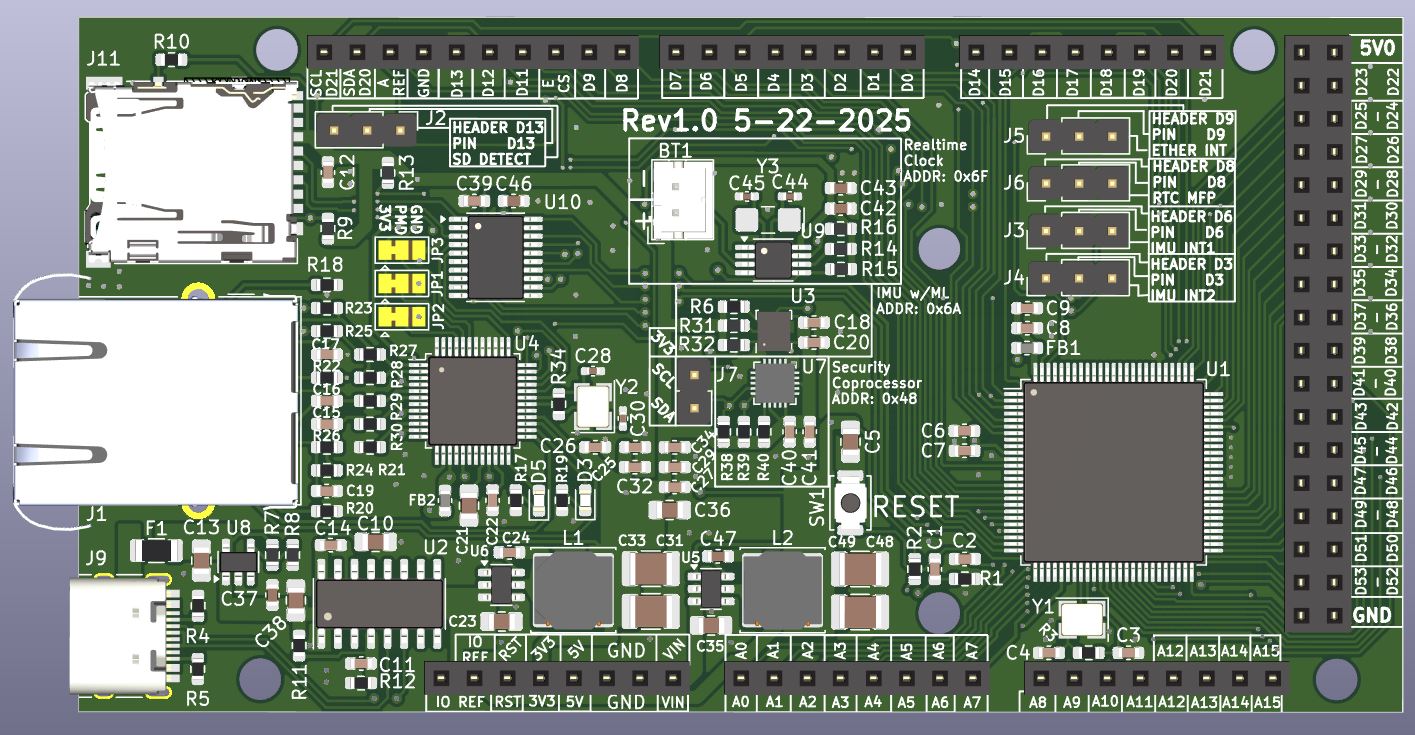 J11
R10
SCL D21
SDA D20
A REF
GND
D13
D12
D11
E CS
D9
D8
D7
D6
D5
D4
D3
D2
D1
D0
D14
D15
D16
D17
D18
D19
D20
D21
5V0
D23 D22
D25 - D24
D27 - D26
D29 - D28
D31 - D30
D33 - D32
D35 - D34
D37 - D36
D39 - D38
D41 - D40
D43 - D42
D45 - D44
D47 - D46
D49 - D48
D51 - D50
D53 - D52
GND
J2
HEADER D13
PIN D13
SD DETECT
Rev1.0 5-22-2025
J5
HEADER D9
PIN D9
ETHER INT
J6
HEADER D8
PIN D8
RTC MFP
J3
HEADER D6
PIN D6
IMU INT1
J4
HEADER D3
PIN D3
IMU INT2
BT1
Y3
Realtime
Clock
ADDR: 0x6F
C12
R13
C39
C46
U10
C45
C44
C43
C42
R16
R14
R15
U9
-
+
R9
3V3
PMD
GND
JP3
JP1
JP2
R18
R23
R25
C17
R22
C16
C15
R26
R24
R21
C19
R20
R27
R28
R29
R30
U4
R34
C28
Y2
C30
C26
C25
C32
C34
C29
C27
C36
R6
R31
R32
U3
C18
C20
IMU w/ML
ADDR: 0x6A
3V3
SCL
SDA
J7
U7
Security
Coprocessor
ADDR: 0x48
R38
R39
R40
C40
C41
C5
SW1
RESET
C9
C8
FB1
U1
C6
C7
J1
F1
C13
U8
R7
R8
C14
C10
U2
FB2
C21
C22
R17
D5
R19
D3
C24
U6
L1
C33
C31
C47
U5
L2
C49
C48
R2
C1
C2
R1
J9
C37
C38
R4
R5
R11
C11
R12
C23
C35
Y1
R3
C4
C3
IO REF
RST
3V3
5V
GND
VIN
A0
A1
A2
A3
A4
A5
A6
A7
A12
A13
A14
A15
IO REF
RST
3V3
5V
GND
VIN
A0
A1
A2
A3
A4
A5
A6
A7
A8
A9
A10
A11
A12
A13
A14
A15